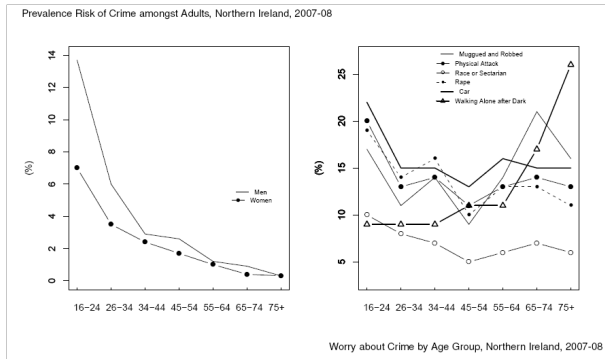 Prevalence Risk of Crime amongst Adults, Northern Ireland, 2007-08
(%)
14
12
10
8
6
4
2
0
Men
Women
16−24 26−34 34−44 45−54 55−64 65−74 75+
(%)
25
20
15
10
5
Muggued and Robbed
Physical Attack
Race or Sectarian
Rape
Car
Walking Alone after Dark
16−24 26−34 34−44 45−54 55−64 65−74 75+
Worry about Crime by Age Group, Northern Ireland, 2007-08